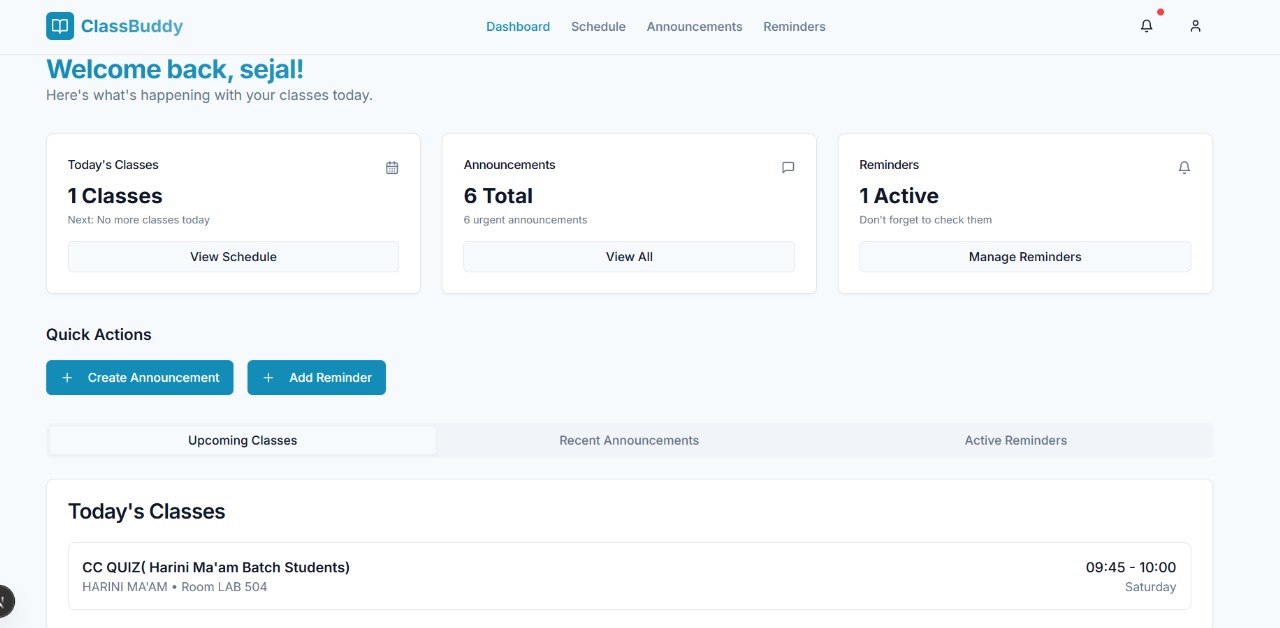 ClassBuddy
Dashboard Schedule Announcements Reminders
Welcome back, sejal!
Here's what's happening with your classes today.
Today's Classes
1 Classes
Next: No more classes today
View Schedule
Announcements
6 Total
6 urgent announcements
View All
Reminders
1 Active
Don't forget to check them
Manage Reminders
Quick Actions
+ Create Announcement
+ Add Reminder
Upcoming Classes Recent Announcements Active Reminders
Today's Classes
CC QUIZ( Harini Ma'am Batch Students) 09:45 - 10:00
HARINI MA'AM • Room LAB 504 Saturday